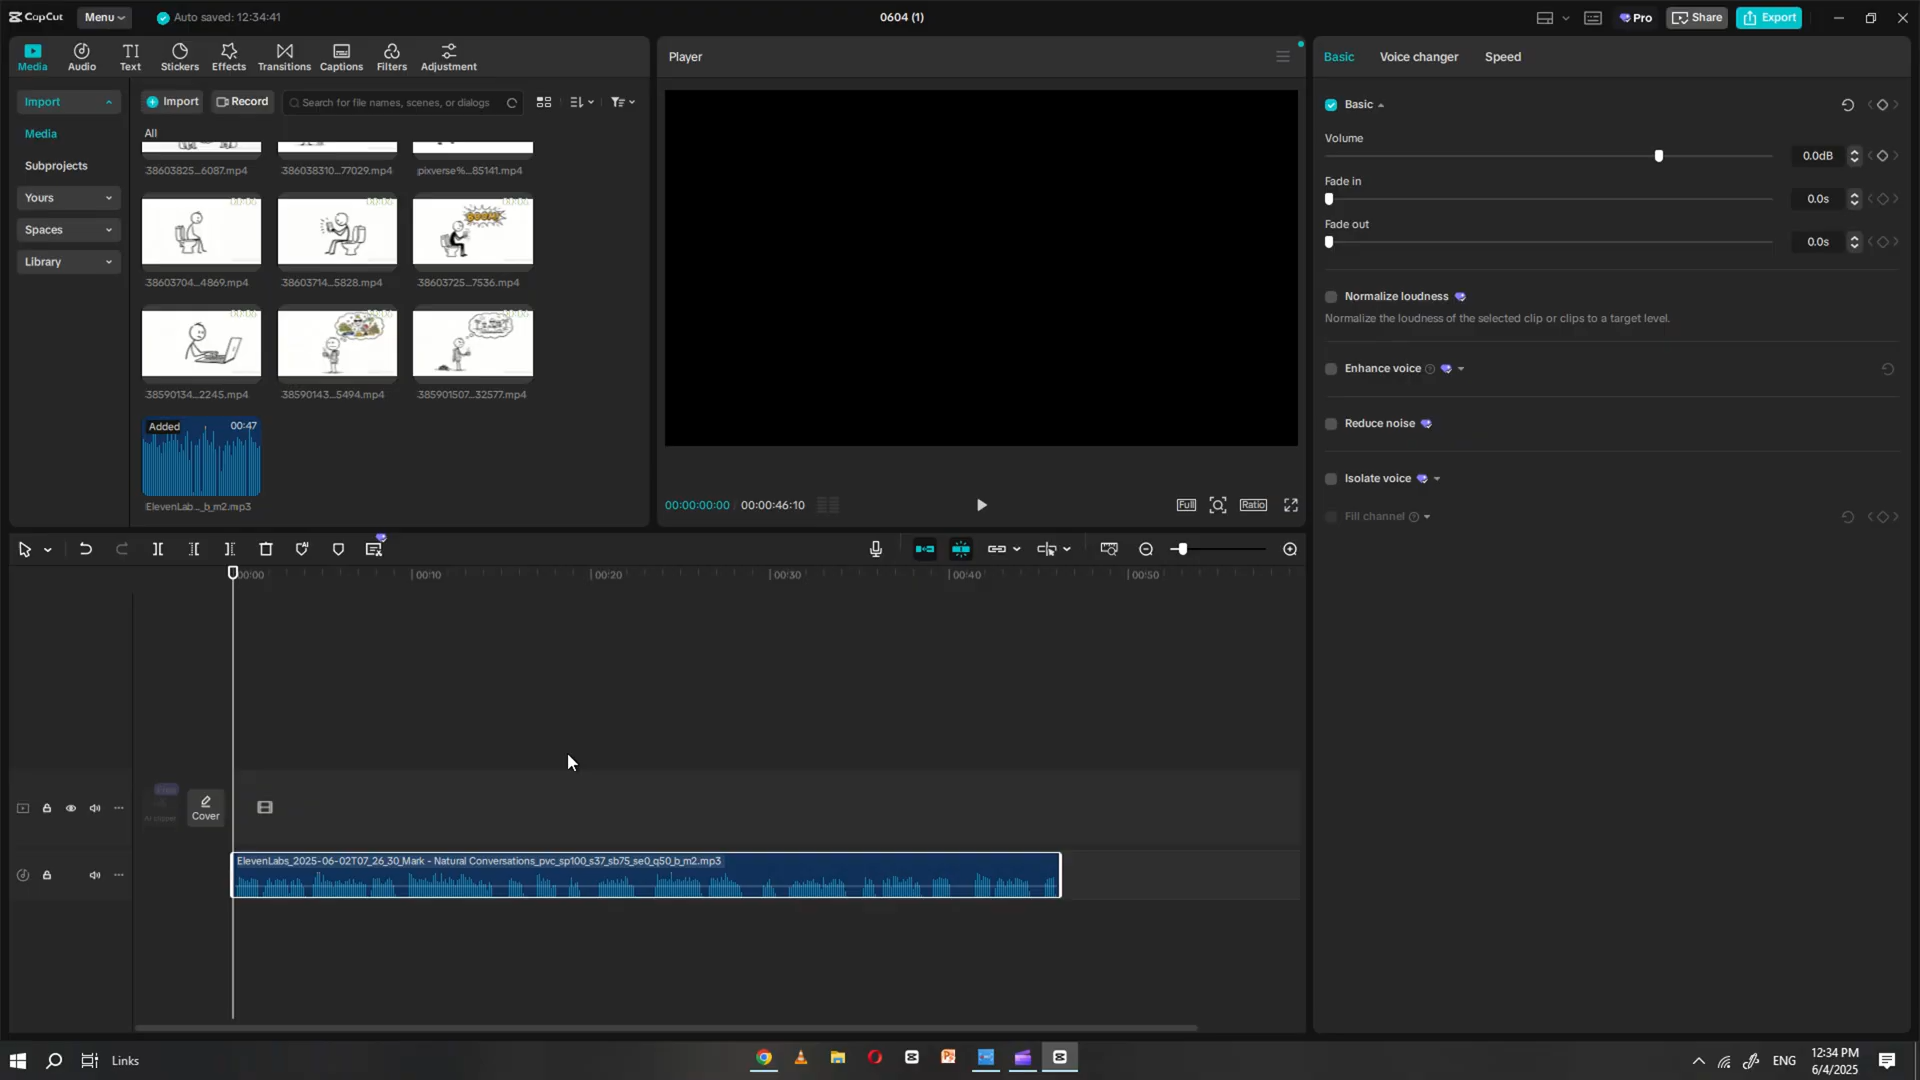 CapCut
Menu
Auto saved: 12:34:41
0604 (1)
Pro
Share
Export
Media
Audio
Text
Stickers
Effects
Transitions
Captions
Filters
Adjustment
Player
Basic
Voice changer
Speed
Import
Media
Subprojects
Yours
Spaces
Library
Import
Record
Search for file names, scenes, or dialogs
All
38603825...6087.mp4
386038310...77029.mp4
pixverse%...85141.mp4
BOOM!
38603704...4869.mp4
38603714...5828.mp4
38603725...7536.mp4
38590134...2245.mp4
38590143...5494.mp4
385901507...32577.mp4
Added
00:47
ElevenLab..._b_m2.mp3
00:00:00:00
00:00:46:10
Full
Ratio
Basic
Volume
0.0dB
Fade in
0.0s
Fade out
0.0s
Normalize loudness
Normalize the loudness of the selected clip or clips to a target level.
Enhance voice
Reduce noise
Isolate voice
Fill channel
00:00
00:10
00:20
00:30
00:40
00:50
Cover
ElevenLabs_2025-06-02T07_26_30_Mark - Natural Conversations_pvc_sp100_s37_sb75_se0_q50_b_m2.mp3
Links
ENG
12:34 PM
6/4/2025